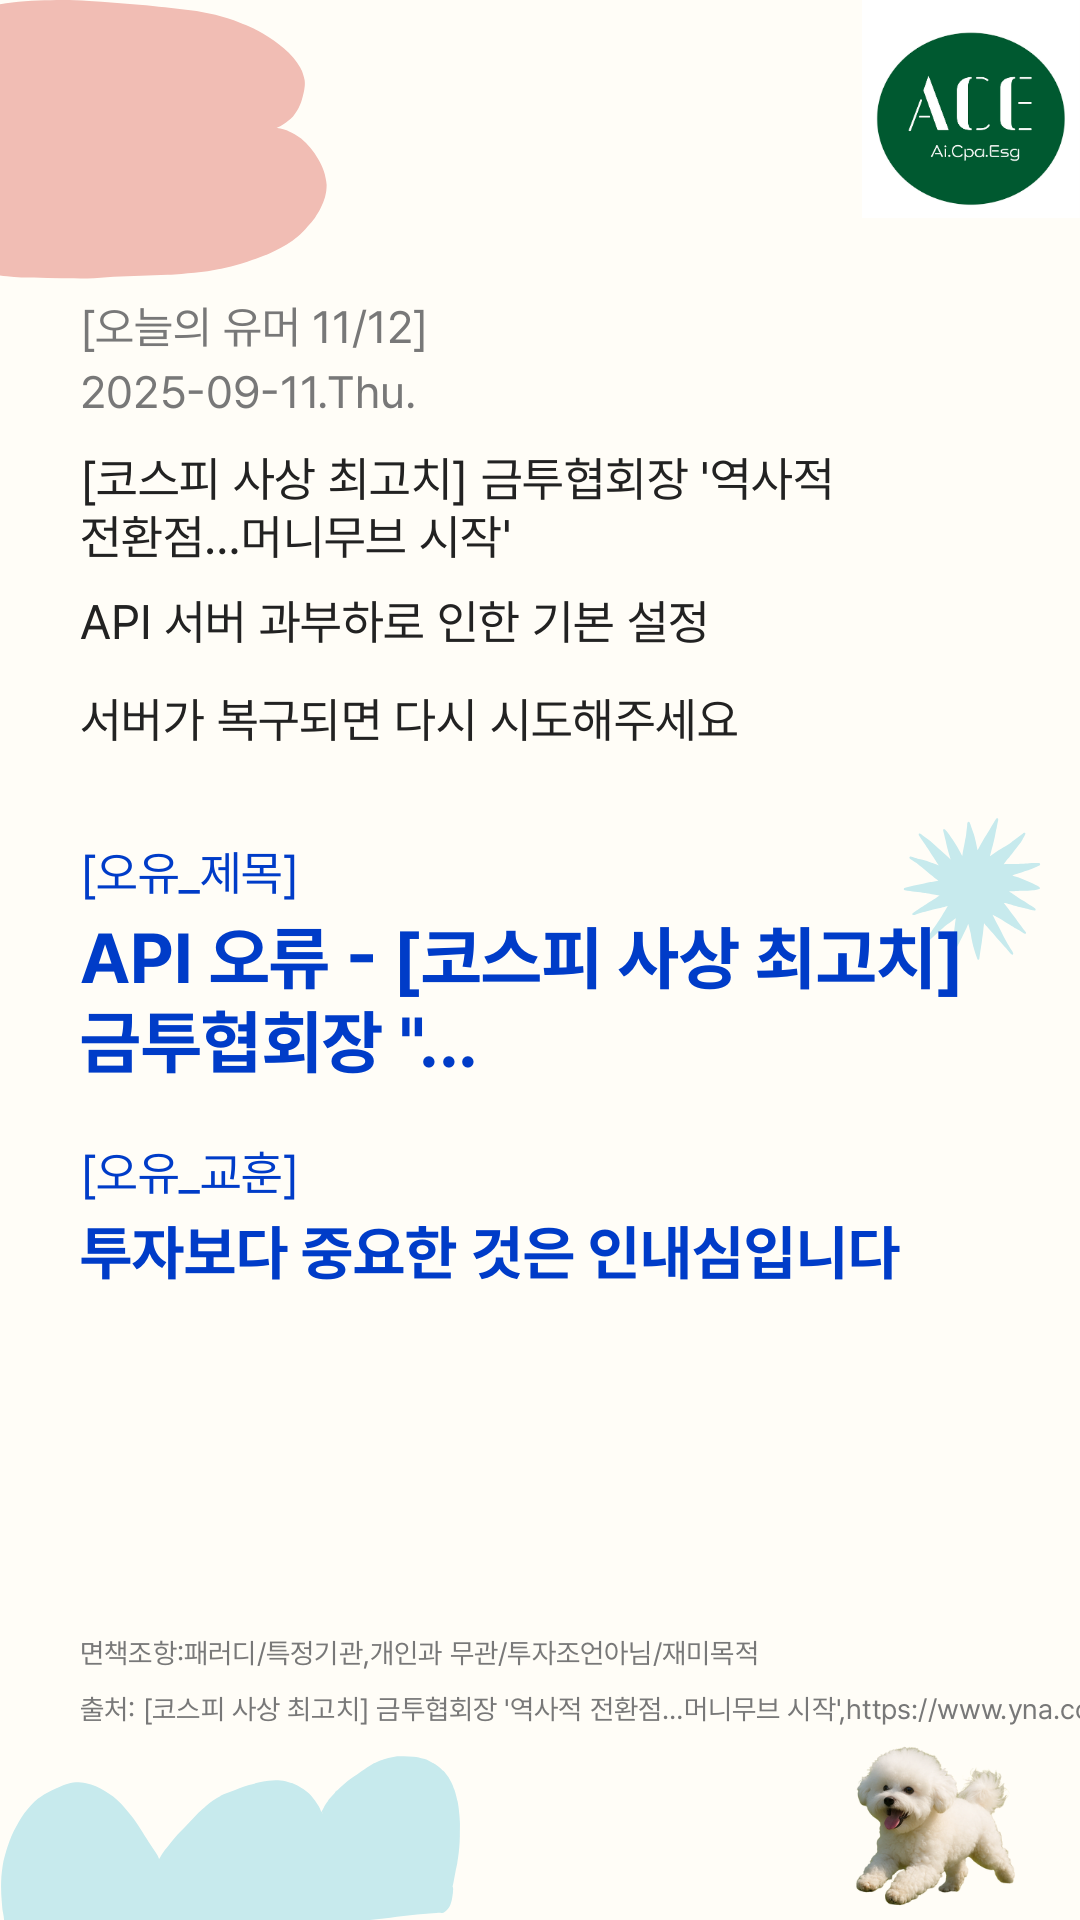 ACE
Ai.Cpa.Esg
[오늘의 유머 11/12]
2025-09-11.Thu.
[코스피 사상 최고치] 금투협회장 '역사적
전환점...머니무브 시작'
API 서버 과부하로 인한 기본 설정
서버가 복구되면 다시 시도해주세요
[오유_제목]
API 오류 - [코스피 사상 최고치]
금투협회장 "...
[오유_교훈]
투자보다 중요한 것은 인내심입니다
면책조항:패러디/특정기관,개인과 무관/투자조언아님/재미목적
출처: [코스피 사상 최고치] 금투협회장 '역사적 전환점...머니무브 시작',https://www.yna.co